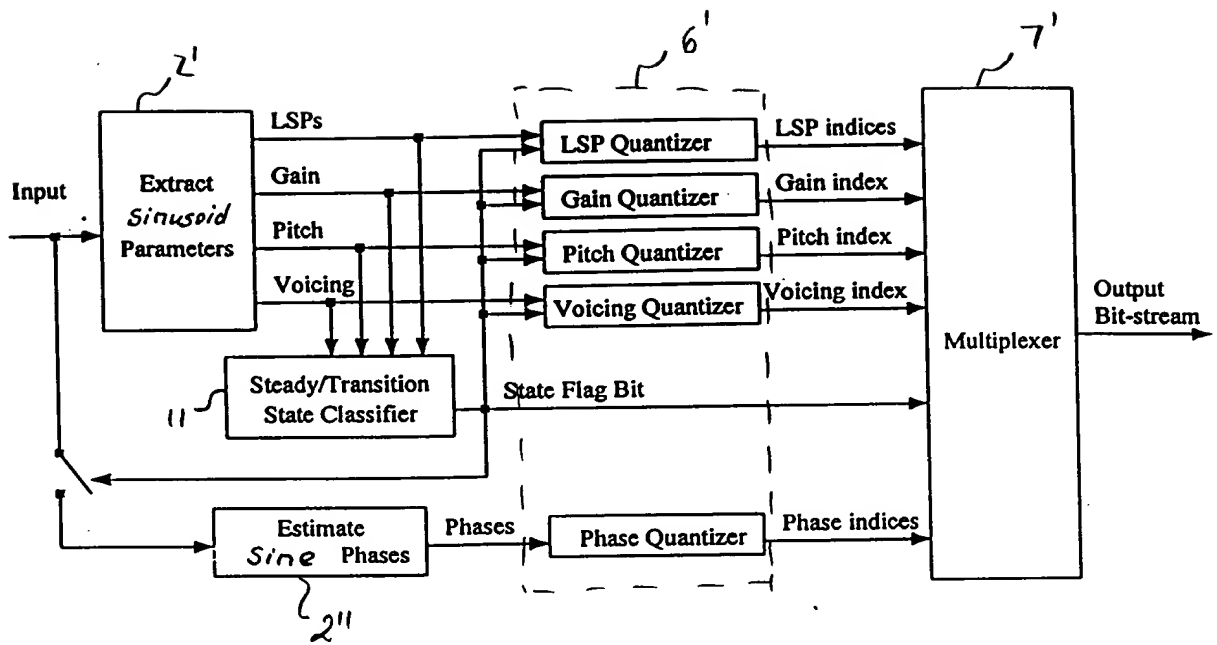 2'
6'
7'
Input
Extract
Sinusoid
Parameters
LSPs
Gain
Pitch
Voicing
LSP Quantizer
Gain Quantizer
Pitch Quantizer
Voicing Quantizer
LSP indices
Gain index
Pitch index
Voicing index
Multiplexer
Output
Bit-stream
11
Steady/Transition
State Classifier
State Flag Bit
Estimate
Sine Phases
2"
Phases
Phase Quantizer
Phase indices